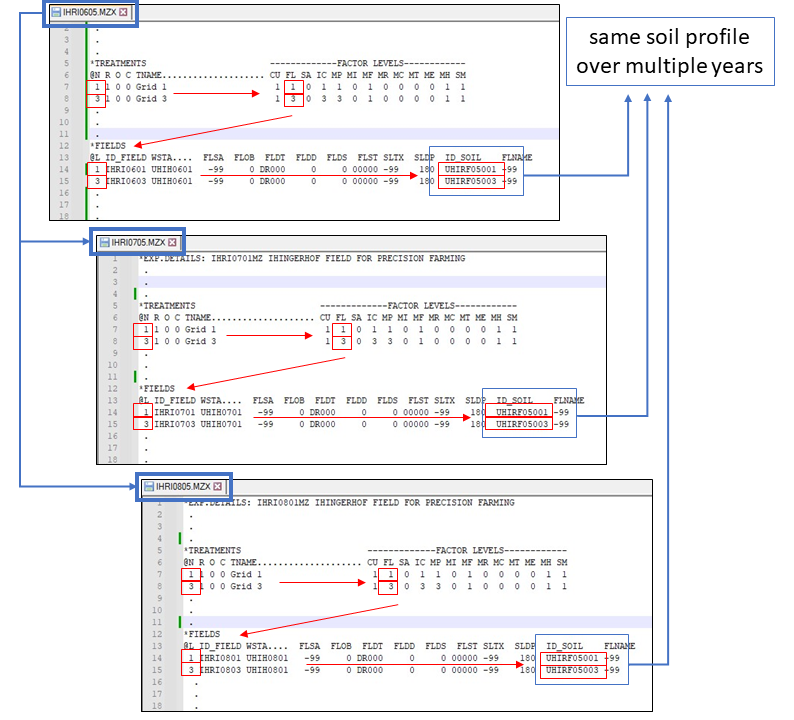 IHRI0605.MZX
same soil profile
over multiple years
2
3 .
4 .
5 *TREATMENTS -------------FACTOR LEVELS------------
6 @N R O C TNAME.................... CU FL SA IC MP MI MF MR MC MT ME MH SM
7 1 1 0 0 Grid 1 1 1 0 1 1 0 1 0 0 0 0 1 1
8 3 1 0 0 Grid 3 1 3 0 3 3 0 1 0 0 0 0 1 1
9 .
10 .
11 .
12 *FIELDS
13 @L ID_FIELD WSTA.... FLSA FLOB FLDT FLDD FLDS FLST SLTX SLDP ID_SOIL FLNAME
14 1 IHRI0601 UHIH0601 -99 0 DR000 0 0 00000 -99 180 UHIRF05001 -99
15 3 IHRI0603 UHIH0603 -99 0 DR000 0 0 00000 -99 180 UHIRF05003 -99
16 .
17 .
18 .
IHRI0705.MZX
1 *EXP.DETAILS: IHRI0701MZ IHINGERHOF FIELD FOR PRECISION FARMING
2 .
3 .
4 .
5 *TREATMENTS -------------FACTOR LEVELS------------
6 @N R O C TNAME.................... CU FL SA IC MP MI MF MR MC MT ME MH SM
7 1 1 0 0 Grid 1 1 1 0 1 1 0 1 0 0 0 0 1 1
8 3 1 0 0 Grid 3 1 3 0 3 3 0 1 0 0 0 0 1 1
9 .
10 .
11 .
12 *FIELDS
13 @L ID_FIELD WSTA.... FLSA FLOB FLDT FLDD FLDS FLST SLTX SLDP ID_SOIL FLNAME
14 1 IHRI0701 UHIH0701 -99 0 DR000 0 0 00000 -99 180 UHIRF05001 -99
15 3 IHRI0703 UHIH0701 -99 0 DR000 0 0 00000 -99 180 UHIRF05003 -99
16 .
17 .
18 .
IHRI0805.MZX
1 *EXP.DETAILS: IHRI0801MZ IHINGERHOF FIELD FOR PRECISION FARMING
2 .
3 .
4 .
5 *TREATMENTS -------------FACTOR LEVELS------------
6 @N R O C TNAME.................... CU FL SA IC MP MI MF MR MC MT ME MH SM
7 1 1 0 0 Grid 1 1 1 0 1 1 0 1 0 0 0 0 1 1
8 3 1 0 0 Grid 3 1 3 0 3 3 0 1 0 0 0 0 1 1
9 .
10 .
11 .
12 *FIELDS
13 @L ID_FIELD WSTA.... FLSA FLOB FLDT FLDD FLDS FLST SLTX SLDP ID_SOIL FLNAME
14 1 IHRI0801 UHIH0801 -99 0 DR000 0 0 00000 -99 180 UHIRF05001 -99
15 3 IHRI0803 UHIH0801 -99 0 DR000 0 0 00000 -99 180 UHIRF05003 -99
16 .
17 .
18 .